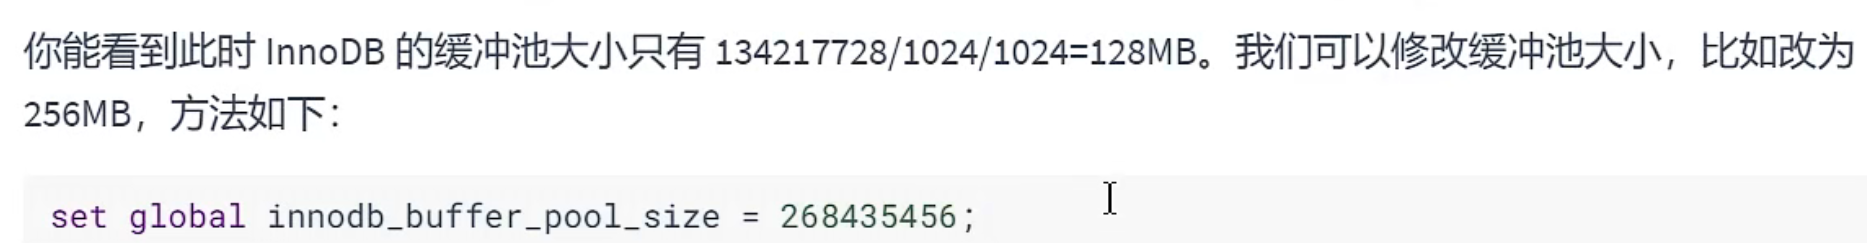 你能看到此时 InnoDB 的缓冲池大小只有 134217728/1024/1024=128MB。我们可以修改缓冲池大小，比如改为
256MB，方法如下：
set global innodb_buffer_pool_size = 268435456;